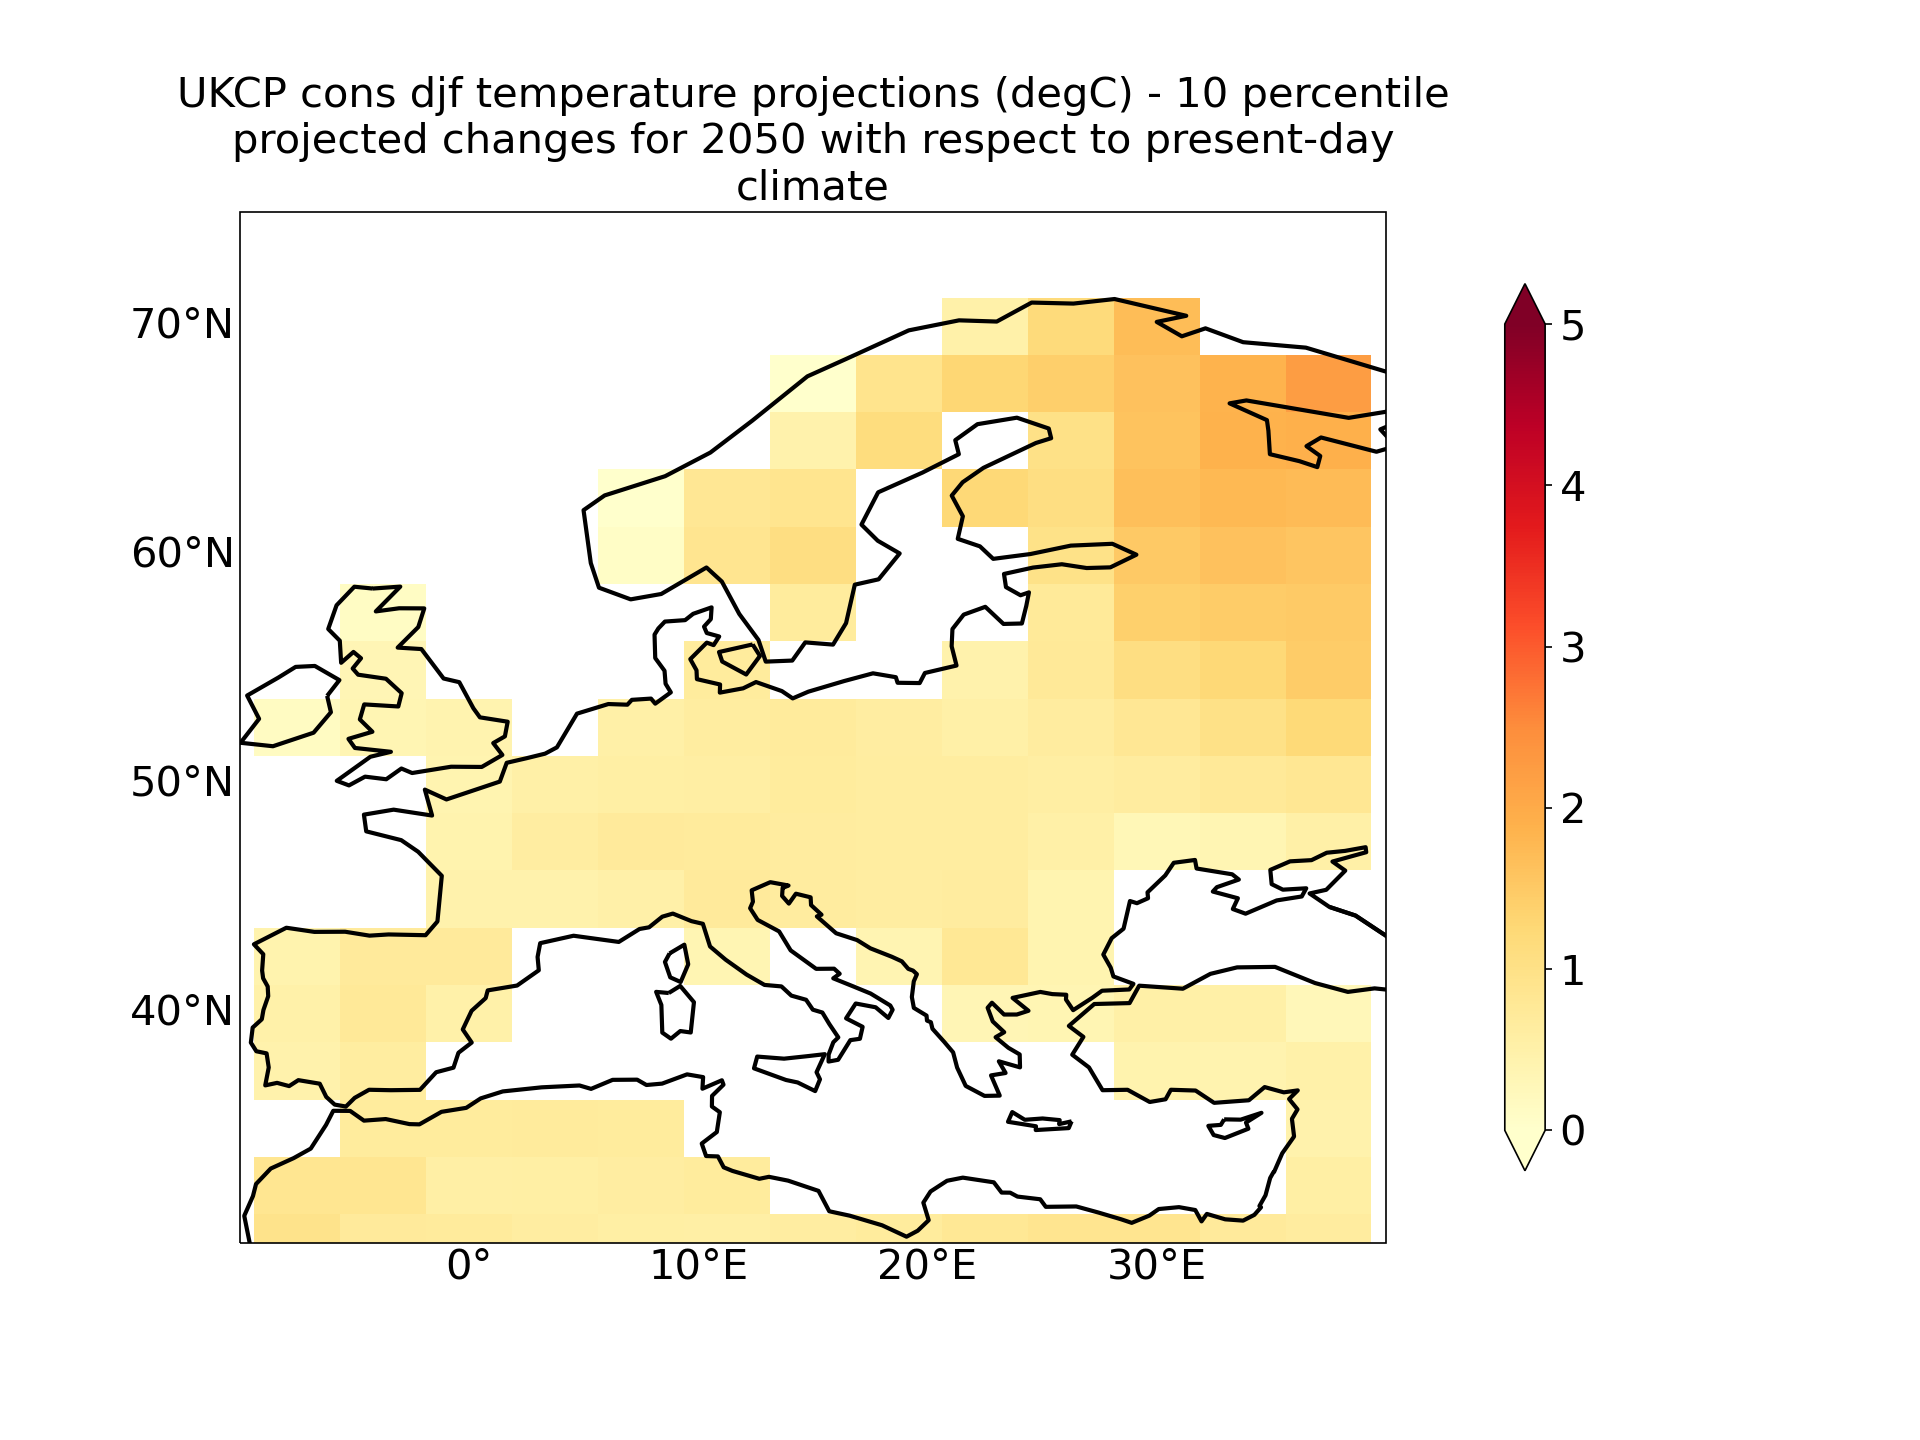 UKCP cons djf temperature projections (degC) - 10 percentile
projected changes for 2050 with respect to present-day
climate
70°N
60°N
50°N
40°N
0°
10°E
20°E
30°E
5
4
3
2
1
0